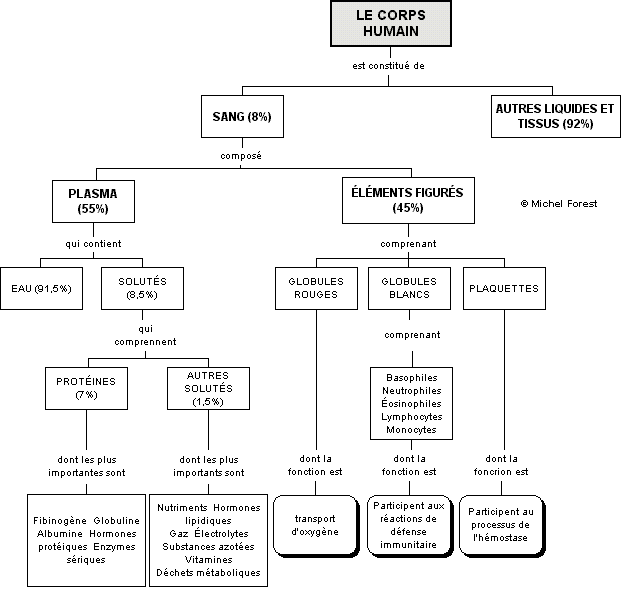 LE CORPS
HUMAIN
est constitué de
SANG (8%)
AUTRES LIQUIDES ET
TISSUS (92%)
composé
PLASMA
(55%)
ÉLÉMENTS FIGURÉS
(45%)
© Michel Forest
qui contient
comprenant
EAU (91,5%)
SOLUTÉS
(8,5%)
GLOBULES
ROUGES
GLOBULES
BLANCS
PLAQUETTES
qui
comprennent
comprenant
PROTÉINES
(7%)
AUTRES
SOLUTÉS
(1,5%)
Basophiles
Neutrophiles
Éosinophiles
Lymphocytes
Monocytes
dont les plus
importantes sont
dont les plus
importants sont
dont la
fonction est
dont la
fonction est
dont la
foncrion est
Fibinogène Globuline
Albumine Hormones
protéiques Enzymes
sériques
Nutriments Hormones
lipidiques
Gaz Électrolytes
Substances azotées
Vitamines
Déchets métaboliques
transport
d'oxygène
Participent aux
réactions de
défense
immunitaire
Participent au
processus de
l'hémostase